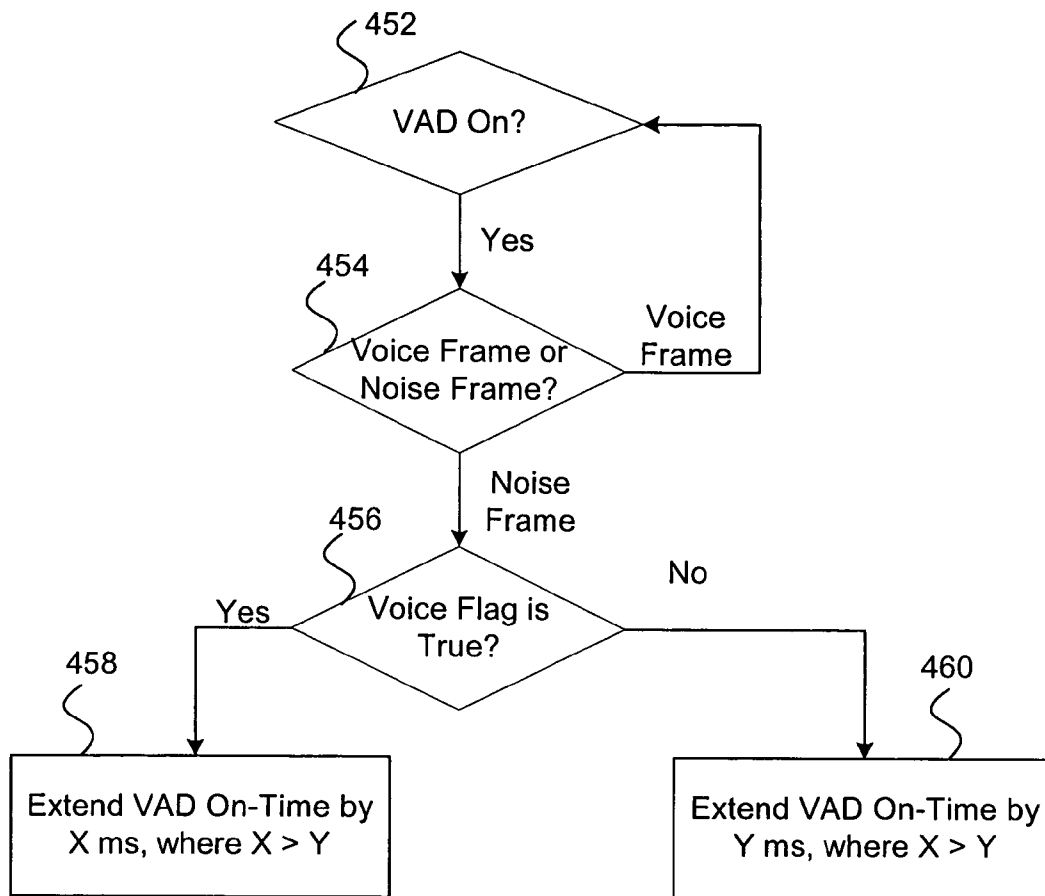 452
VAD On?
Yes
454
Voice Frame or
Noise Frame?
Voice
Frame
Noise
Frame
456
Voice Flag is
True?
Yes
No
458
Extend VAD On-Time by
X ms, where X > Y
460
Extend VAD On-Time by
Y ms, where X > Y